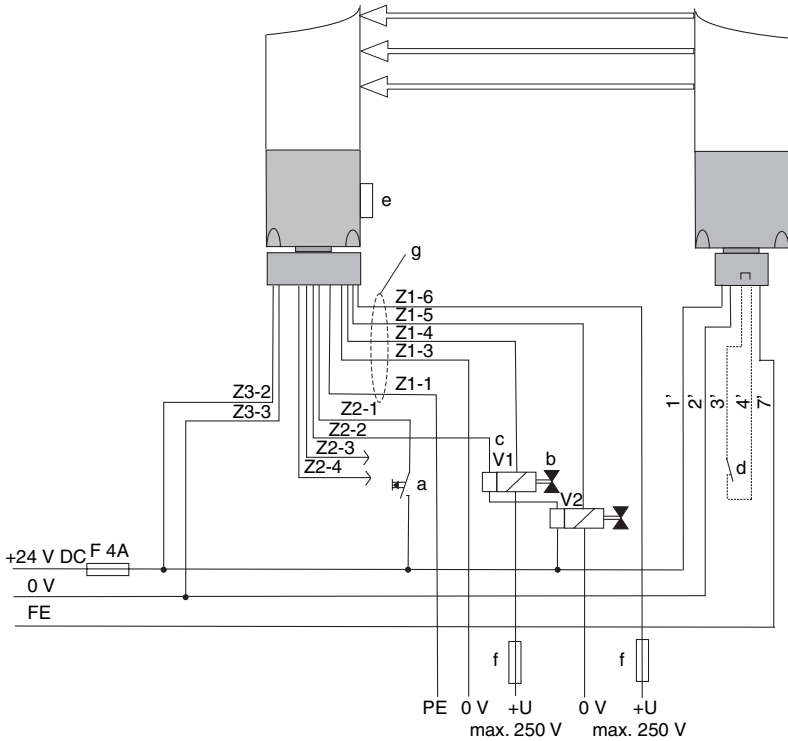 e
g
Z1-6
Z1-5
Z1-4
Z1-3
Z1-1
Z3-2
Z3-3
Z2-1
Z2-2
Z2-3
Z2-4
a
c
V1
b
V2
1'
2'
3'
4'
7'
d
+24 V DC F 4A
0 V
FE
f
f
PE 0 V +U 0 V +U
max. 250 V max. 250 V